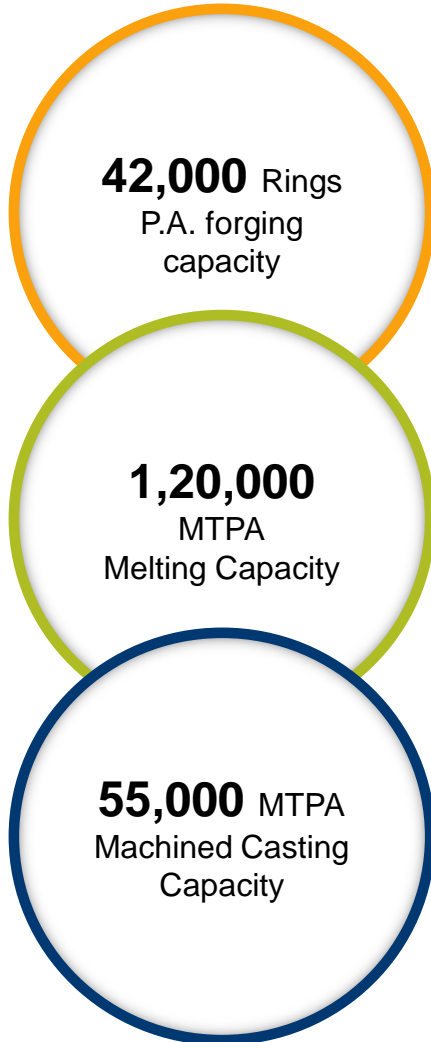 42,000 Rings
P.A. forging
capacity
1,20,000
MTPA
Melting Capacity
55,000 MTPA
Machined Casting
Capacity